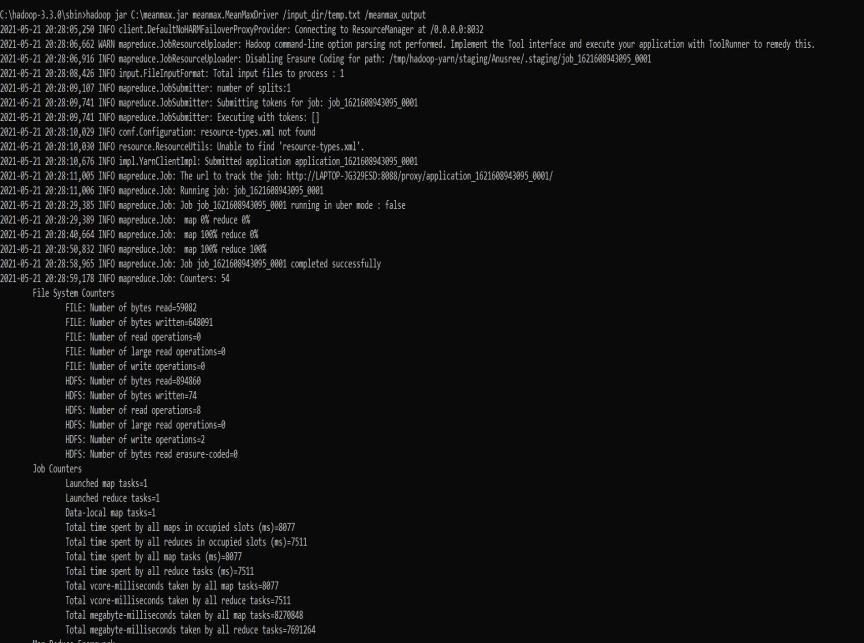 C:\hadoop-3.3.0\sbin>hadoop jar C:\meanmax.jar meanmax.MeanMaxDriver /input_dir/temp.txt /meanmax_output
2021-05-21 20:28:05,250 INFO client.DefaultNoHARMFailoverProxyProvider: Connecting to ResourceManager at /0.0.0.0:8032
2021-05-21 20:28:06,662 WARN mapreduce.JobResourceUploader: Hadoop command-line option parsing not performed. Implement the Tool interface and execute your application with ToolRunner to remedy this.
2021-05-21 20:28:06,916 INFO mapreduce.JobResourceUploader: Disabling Erasure Coding for path: /tmp/hadoop-yarn/staging/Anusree/.staging/job_1621608943095_0001
2021-05-21 20:28:08,426 INFO input.FileInputFormat: Total input files to process : 1
2021-05-21 20:28:09,107 INFO mapreduce.JobSubmitter: number of splits:1
2021-05-21 20:28:09,741 INFO mapreduce.JobSubmitter: Submitting tokens for job: job_1621608943095_0001
2021-05-21 20:28:09,741 INFO mapreduce.JobSubmitter: Executing with tokens: []
2021-05-21 20:28:10,029 INFO conf.Configuration: resource-types.xml not found
2021-05-21 20:28:10,030 INFO resource.ResourceUtils: Unable to find 'resource-types.xml'.
2021-05-21 20:28:10,676 INFO impl.YarnClientImpl: Submitted application application_1621608943095_0001
2021-05-21 20:28:11,005 INFO mapreduce.Job: The url to track the job: http://LAPTOP-JG329ESD:8088/proxy/application_1621608943095_0001/
2021-05-21 20:28:11,006 INFO mapreduce.Job: Running job: job_1621608943095_0001
2021-05-21 20:28:29,385 INFO mapreduce.Job: Job job_1621608943095_0001 running in uber mode : false
2021-05-21 20:28:29,389 INFO mapreduce.Job:  map 0% reduce 0%
2021-05-21 20:28:40,664 INFO mapreduce.Job:  map 100% reduce 0%
2021-05-21 20:28:50,832 INFO mapreduce.Job:  map 100% reduce 100%
2021-05-21 20:28:58,965 INFO mapreduce.Job: Job job_1621608943095_0001 completed successfully
2021-05-21 20:28:59,178 INFO mapreduce.Job: Counters: 54
File System Counters
FILE: Number of bytes read=59082
FILE: Number of bytes written=648091
FILE: Number of read operations=0
FILE: Number of large read operations=0
FILE: Number of write operations=0
HDFS: Number of bytes read=894860
HDFS: Number of bytes written=74
HDFS: Number of read operations=8
HDFS: Number of large read operations=0
HDFS: Number of write operations=2
HDFS: Number of bytes read erasure-coded=0
Job Counters
Launched map tasks=1
Launched reduce tasks=1
Data-local map tasks=1
Total time spent by all maps in occupied slots (ms)=8077
Total time spent by all reduces in occupied slots (ms)=7511
Total time spent by all map tasks (ms)=8077
Total time spent by all reduce tasks (ms)=7511
Total vcore-milliseconds taken by all map tasks=8077
Total vcore-milliseconds taken by all reduce tasks=7511
Total megabyte-milliseconds taken by all map tasks=8270848
Total megabyte-milliseconds taken by all reduce tasks=7691264